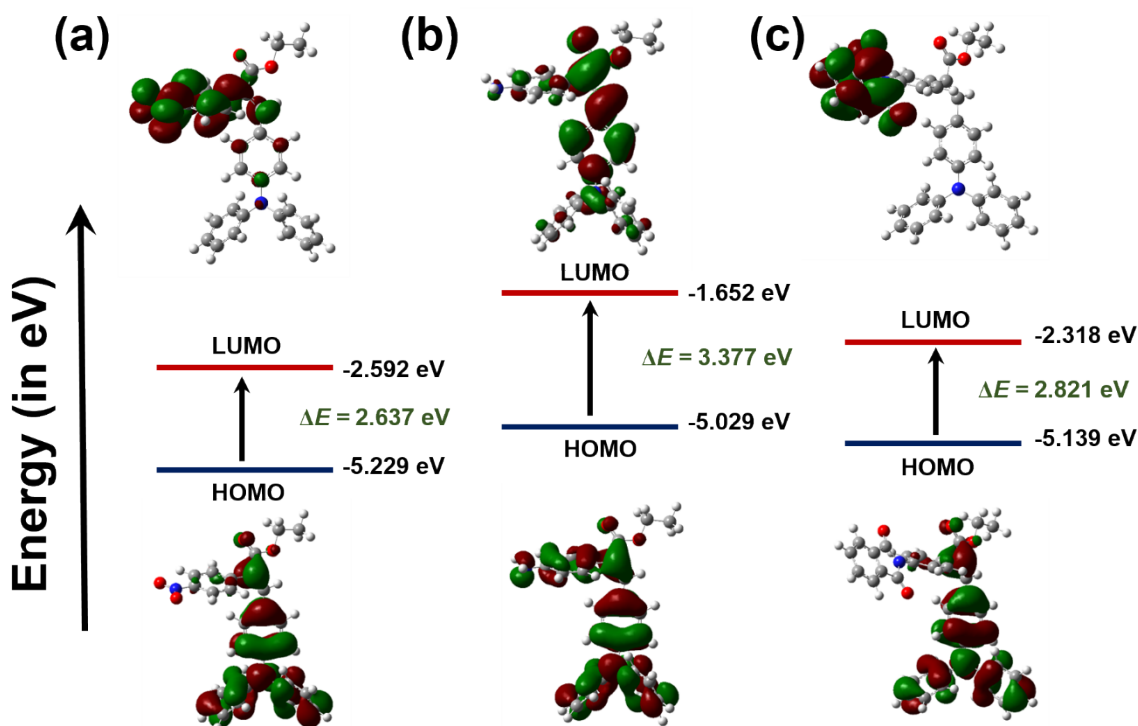 (a)
(b)
(c)
Energy (in eV)
LUMO
-2.592 eV
ΔE = 2.637 eV
-5.229 eV
HOMO
LUMO
-1.652 eV
ΔE = 3.377 eV
-5.029 eV
HOMO
LUMO
-2.318 eV
ΔE = 2.821 eV
-5.139 eV
HOMO